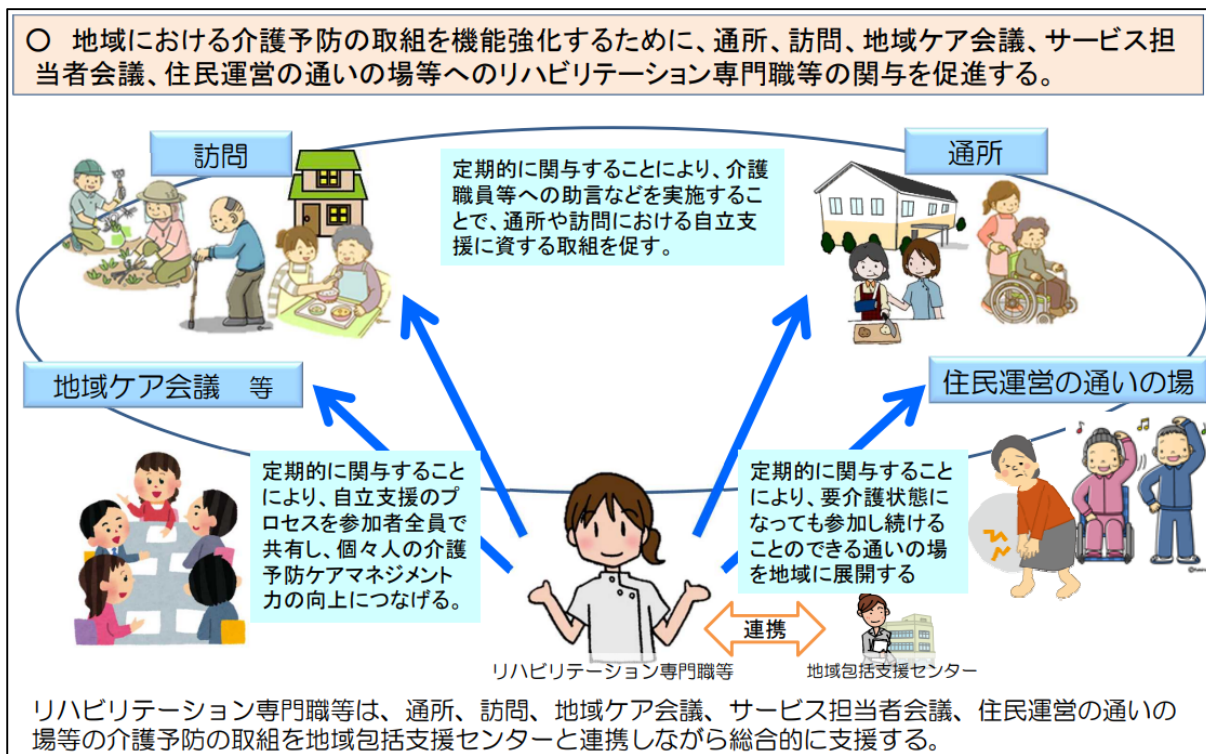 ○ 地域における介護予防の取組を機能強化するために、通所、訪問、地域ケア会議、サービス担
当者会議、住民運営の通いの場等へのリハビリテーション専門職等の関与を促進する。
訪問
通所
定期的に関与することにより、介護
職員等への助言などを実施するこ
とで、通所や訪問における自立支
援に資する取組を促す。
地域ケア会議 等
住民運営の通いの場
定期的に関与すること
により、自立支援のプ
ロセスを参加者全員で
共有し、個々人の介護
予防ケアマネジメント
力の向上につなげる。
定期的に関与することに
より、要介護状態に
なっても参加し続ける
ことのできる通いの場
を地域に展開する
連携
リハビリテーション専門職等
地域包括支援センター
リハビリテーション専門職等は、通所、訪問、地域ケア会議、サービス担当者会議、住民運営の通いの
場等の介護予防の取組を地域包括支援センターと連携しながら総合的に支援する。